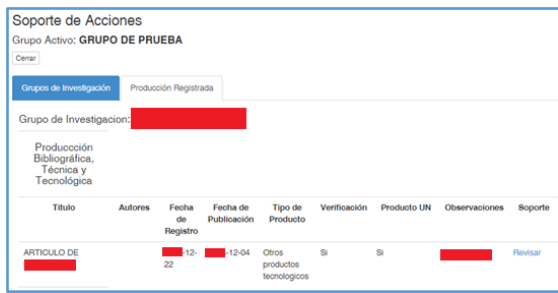 Soporte de Acciones
Grupo Activo: GRUPO DE PRUEBA
Cerrar
Grupos de Investigación Producción Registrada
Grupo de Investigacion:
Produccción
Bibliográfica,
Técnica y
Tecnológica
Titulo Autores Fecha Fecha de Tipo de Verificación Producto UN Observaciones Soporte
de Publicación Producto
Registro
ARTICULO DE -12- -12-04 Otros Si Si Revisar
22 productos
tecnologicos